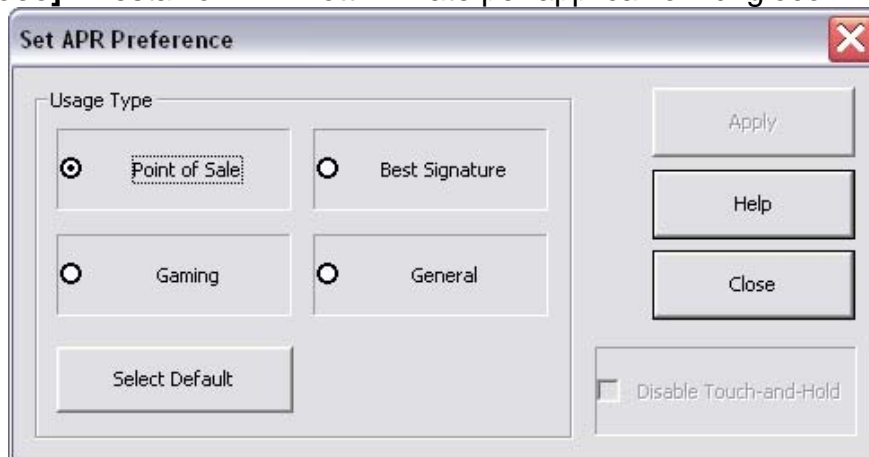 Set APR Preference
Usage Type
Point of Sale
Best Signature
Gaming
General
Select Default
Apply
Help
Close
Disable Touch-and-Hold